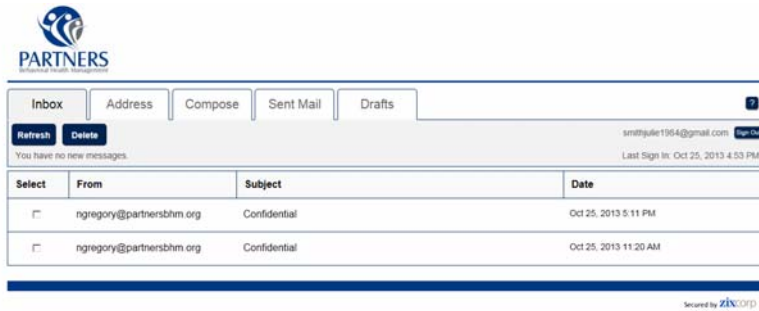 PARTNERS
Behavioral Health Management
Inbox Address Compose Sent Mail Drafts ?
Refresh Delete smithjulie1964@gmail.com Sign Out
You have no new messages. Last Sign In: Oct 25, 2013 4:53 PM
Select From Subject Date
ngregory@partnersbhm.org Confidential Oct 25, 2013 5:11 PM
ngregory@partnersbhm.org Confidential Oct 25, 2013 11:20 AM
Secured by zixcorp